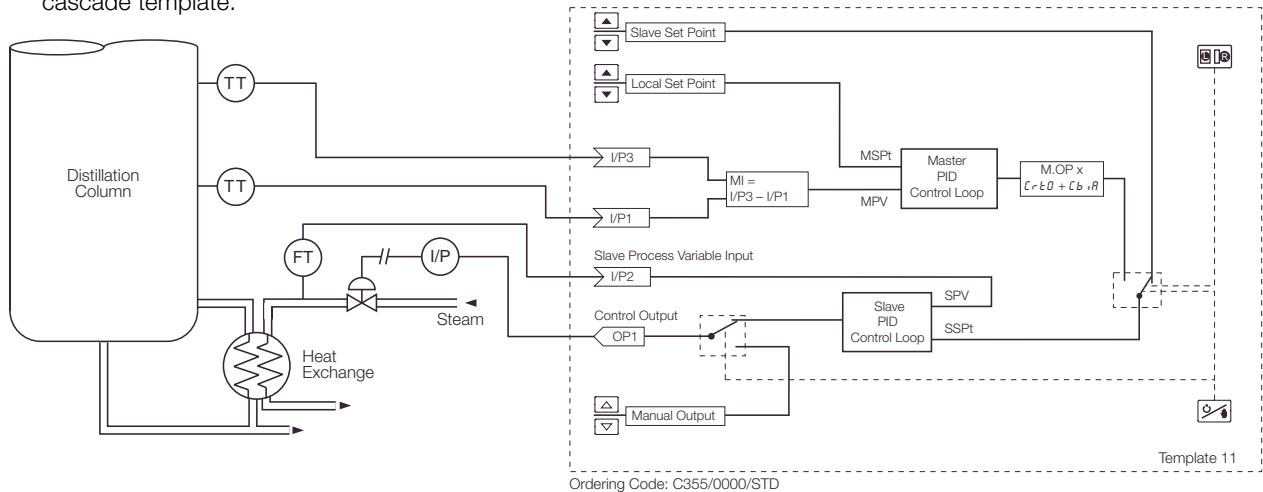 cascade template.
Slave Set Point
Local Set Point
L R
TT
TT
Distillation
Column
I/P3
I/P1
MI =
I/P3 – I/P1
MSPt
MPV
Master
PID
Control Loop
M.OP x
CrtO + CbiA
FT
I/P
Slave Process Variable Input
I/P2
Steam
Control Output
OP1
Slave
PID
Control Loop
SPV
SSPt
Heat
Exchange
Manual Output
Template 11
Ordering Code: C355/0000/STD